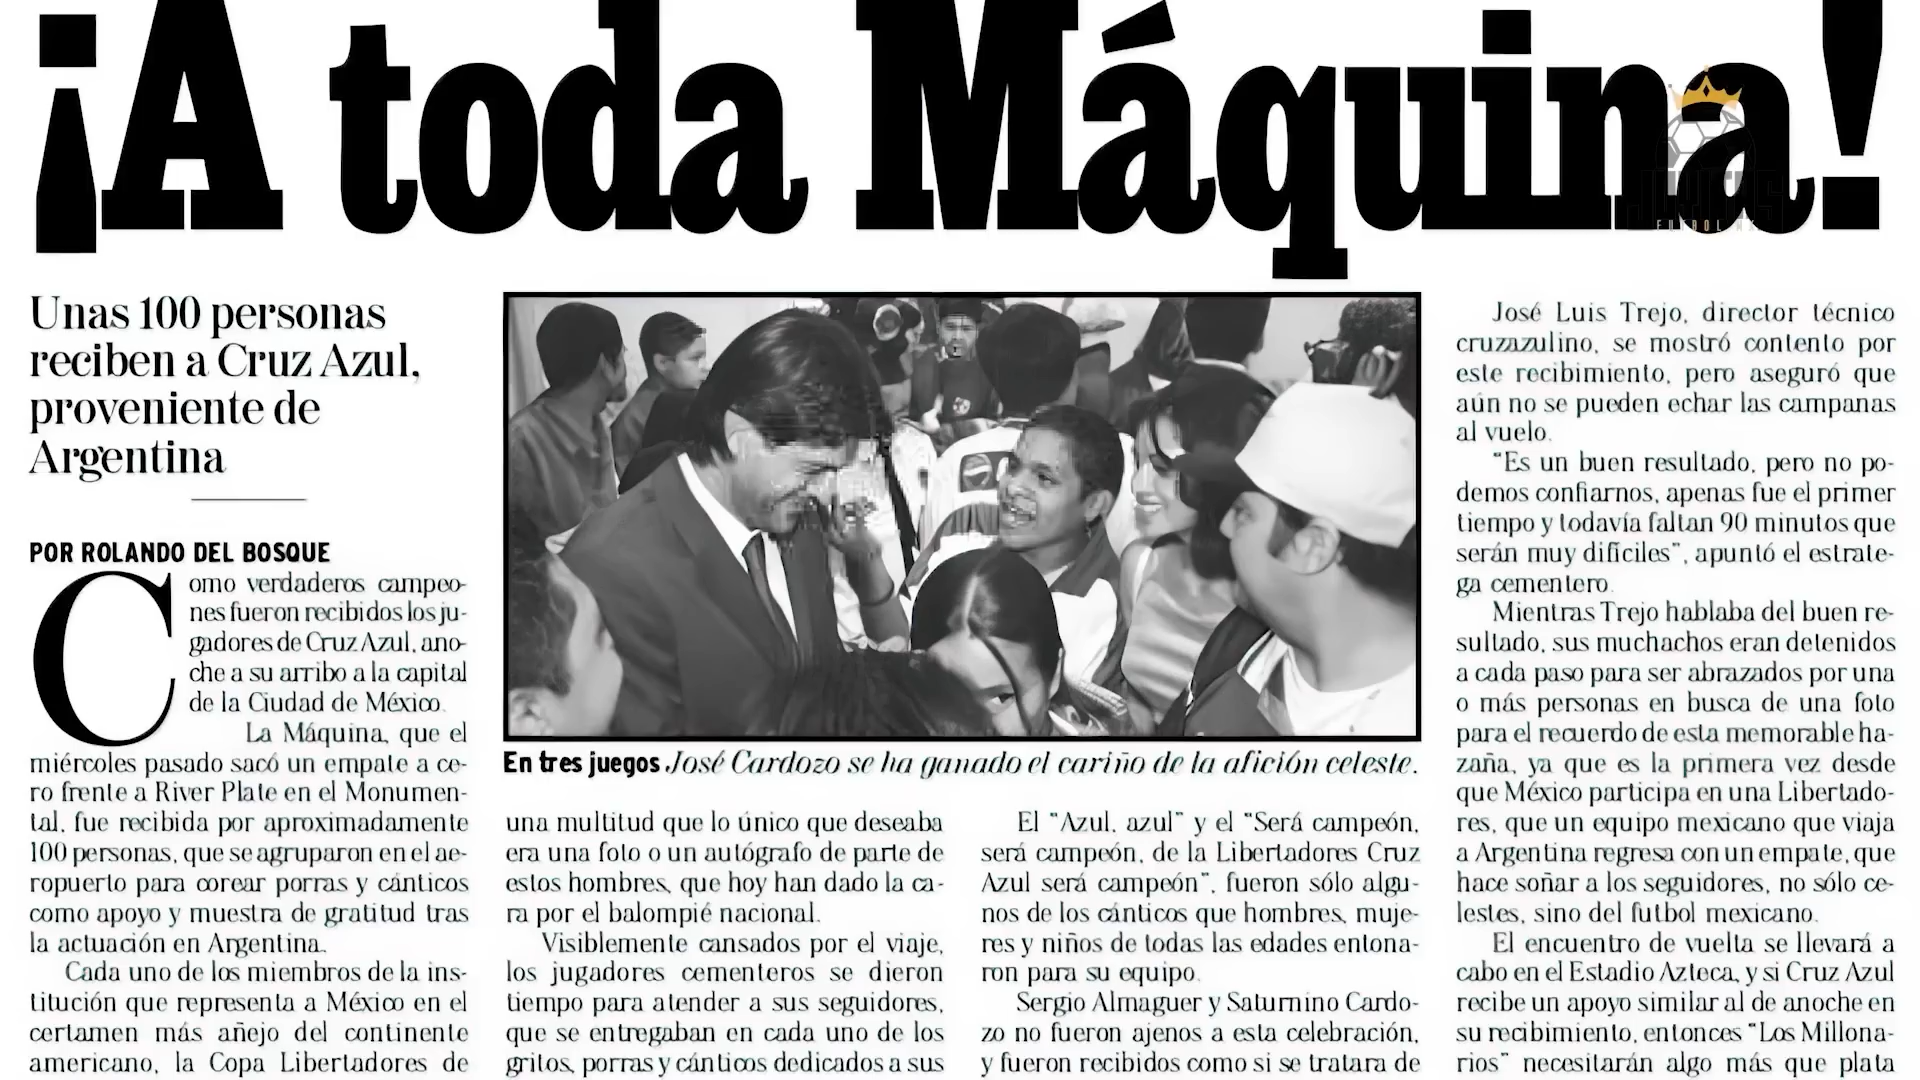 ¡A toda Máquina!
Unas 100 personas
reciben a Cruz Azul,
proveniente de
Argentina
POR ROLANDO DEL BOSQUE
Como verdaderos campeo-
nes fueron recibidos los ju-
gadores de Cruz Azul, ano-
che a su arribo a la capital
de la Ciudad de México.
La Máquina, que el
miércoles pasado sacó un empate a ce-
ro frente a River Plate en el Monumen-
tal, fue recibida por aproximadamente
100 personas, que se agruparon en el ae-
ropuerto para corear porras y cánticos
como apoyo y muestra de gratitud tras
la actuación en Argentina.
Cada uno de los miembros de la ins-
titución que representa a México en el
certamen más añejo del continente
americano, la Copa Libertadores de
En tres juegos José Cardozo se ha ganado el cariño de la afición celeste.
una multitud que lo único que deseaba
era una foto o un autógrafo de parte de
estos hombres, que hoy han dado la ca-
ra por el balompié nacional.
Visiblemente cansados por el viaje,
los jugadores cementeros se dieron
tiempo para atender a sus seguidores,
que se entregaban en cada uno de los
gritos, porras y cánticos dedicados a sus
El "Azul, azul" y el "Será campeón,
será campeón, de la Libertadores Cruz
Azul será campeón", fueron sólo algu-
nos de los cánticos que hombres, muje-
res y niños de todas las edades entona-
ron para su equipo.
Sergio Almaguer y Saturnino Cardo-
zo no fueron ajenos a esta celebración,
y fueron recibidos como si se tratara de
José Luis Trejo, director técnico
cruzazulino, se mostró contento por
este recibimiento, pero aseguró que
aún no se pueden echar las campanas
al vuelo.
"Es un buen resultado, pero no po-
demos confiarnos, apenas fue el primer
tiempo y todavía faltan 90 minutos que
serán muy difíciles", apuntó el estrate-
ga cementero.
Mientras Trejo hablaba del buen re-
sultado, sus muchachos eran detenidos
a cada paso para ser abrazados por una
o más personas en busca de una foto
para el recuerdo de esta memorable ha-
zaña, ya que es la primera vez desde
que México participa en una Libertado-
res, que un equipo mexicano que viaja
a Argentina regresa con un empate, que
hace soñar a los seguidores, no sólo ce-
lestes, sino del futbol mexicano.
El encuentro de vuelta se llevará a
cabo en el Estadio Azteca, y si Cruz Azul
recibe un apoyo similar al de anoche en
su recibimiento, entonces "Los Millona-
rios" necesitarán algo más que plata